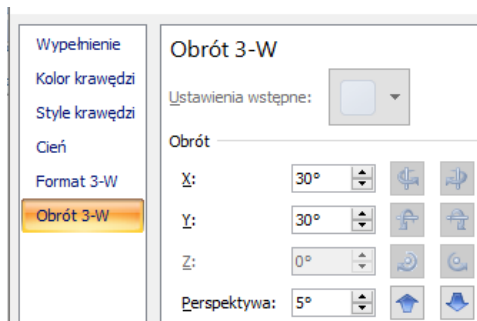 Wypełnienie
Kolor krawędzi
Style krawędzi
Cień
Format 3-W
Obrót 3-W
Obrót 3-W
Ustawienia wstępne:
Obrót
X: 30°
Y: 30°
Z: 0°
Perspektywa: 5°